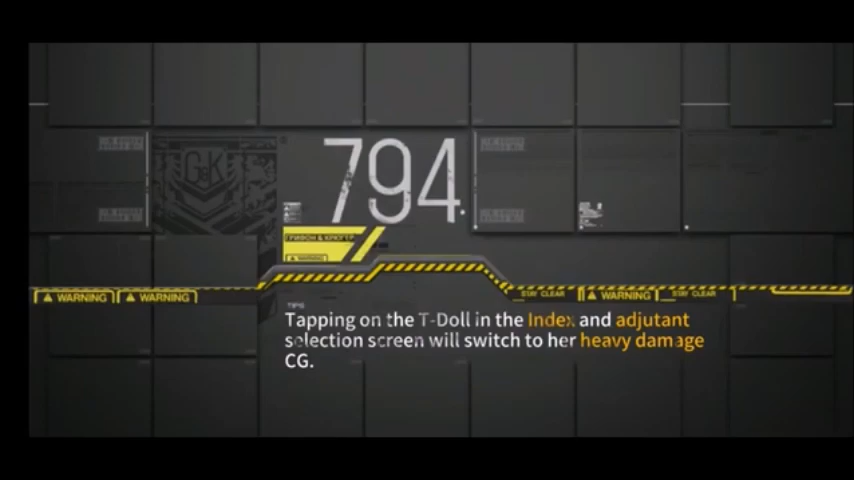 G&K
794.
ГРИФОН & КРЮГЕР
WARNING
WARNING
WARNING
STAY CLEAR
WARNING
STAY CLEAR
TIPS
Tapping on the T-Doll in the Index and adjutant
selection screen will switch to her heavy damage
CG.